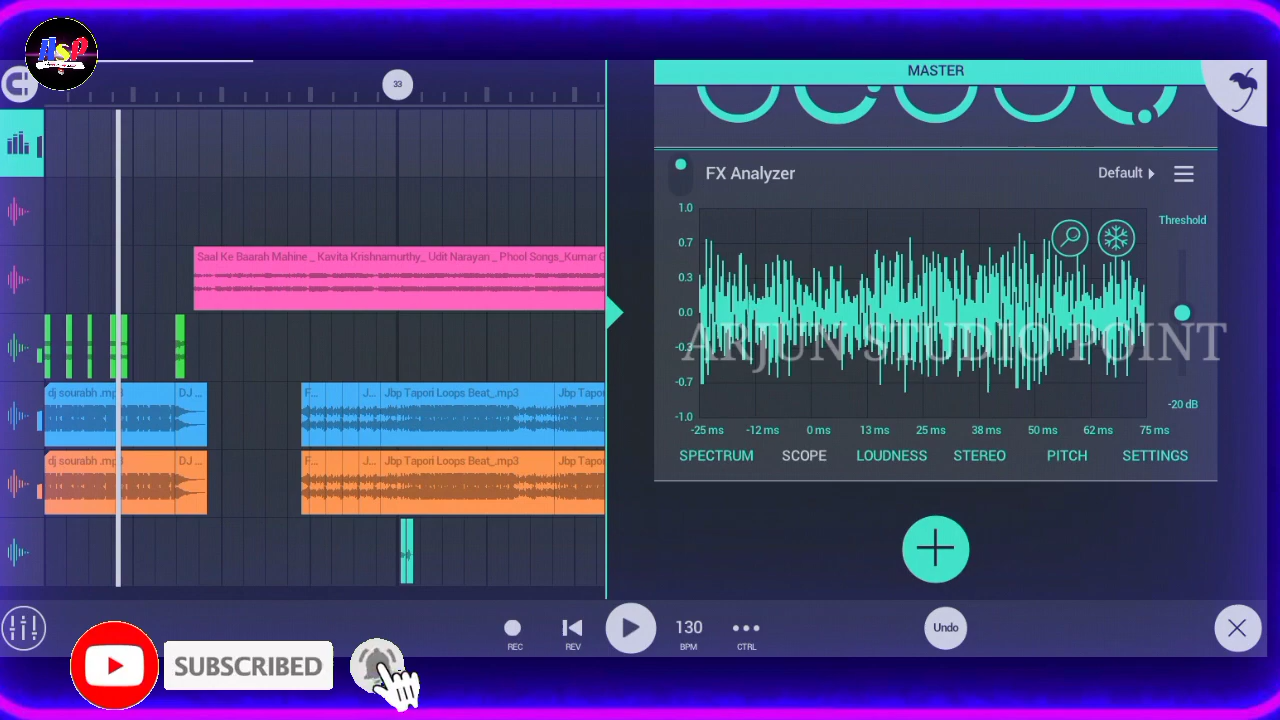 ASP
33
MASTER
FX Analyzer
Default
1.0
0.7
0.3
0.0
-0.3
-0.7
-1.0
Threshold
-20 dB
-25 ms -12 ms 0 ms 13 ms 25 ms 38 ms 50 ms 62 ms 75 ms
SPECTRUM SCOPE LOUDNESS STEREO PITCH SETTINGS
ARJUN STUDIO POINT
Saal Ke Baarah Mahine _ Kavita Krishnamurthy_ Udit Narayan _ Phool Songs_Kumar G
dj sourabh .mp3 DJ ... F... J... Jbp Tapori Loops Beat_.mp3 Jbp Tapo
dj sourabh .mp3 DJ ... F... J... Jbp Tapori Loops Beat_.mp3 Jbp Tapo
REC REV 130 BPM CTRL
Undo
SUBSCRIBED